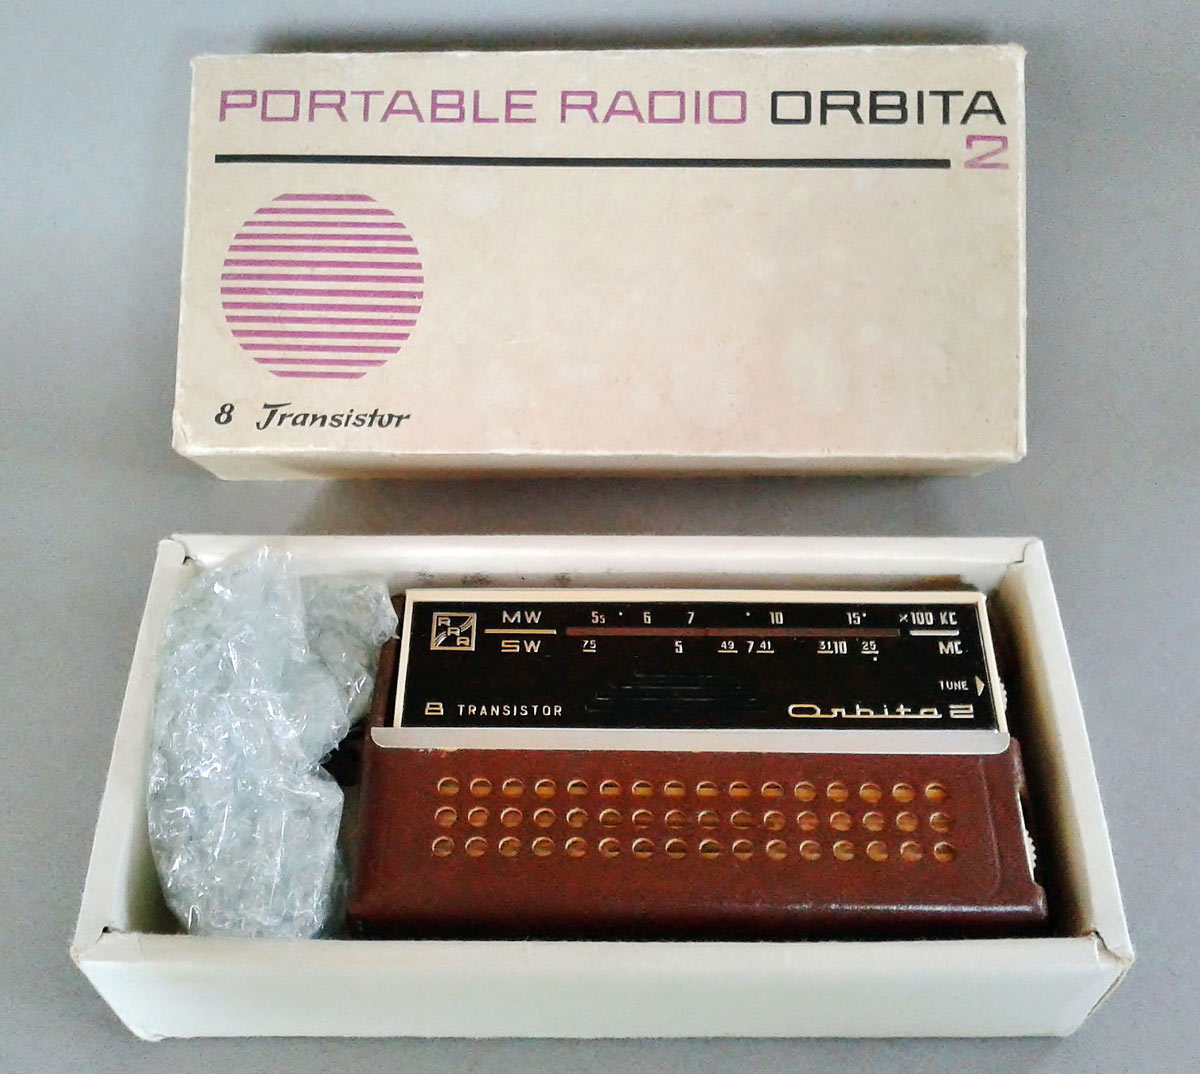 PORTABLE RADIO ORBITA
2
8 Transistor
RRR
MW 5₅ · 6 7 · 10 15· ×100 KC
SW 75 5 49 7 41 31 10 25 MC
TUNE
8 TRANSISTOR
Orbita 2